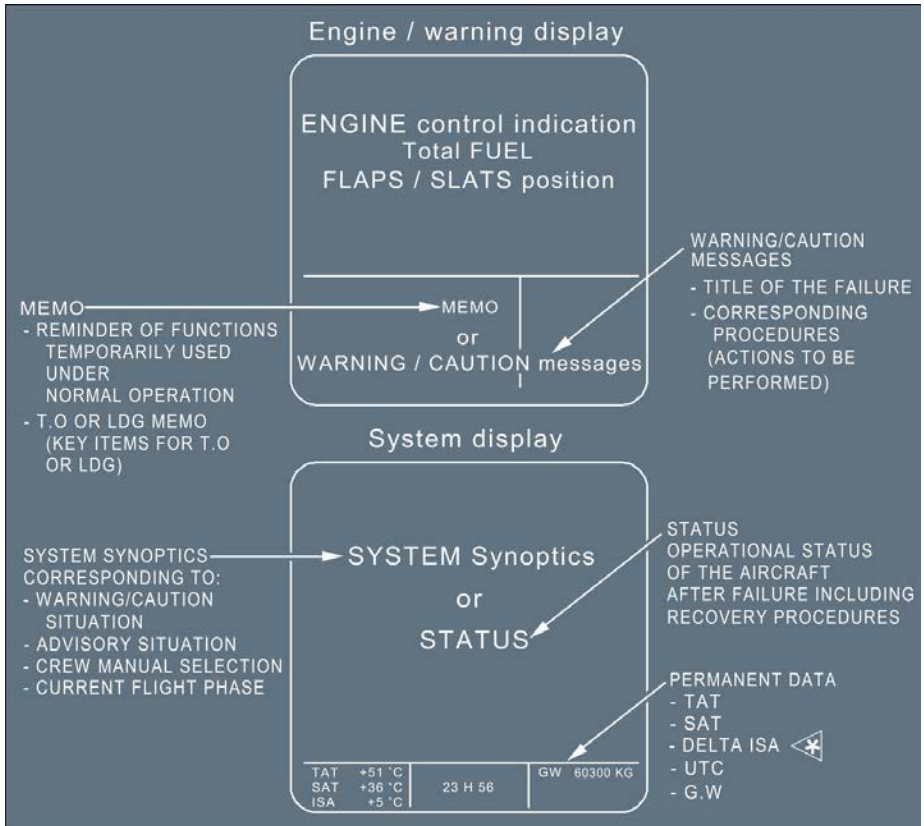 Engine / warning display
ENGINE control indication
Total FUEL
FLAPS / SLATS position
MEMO
- REMINDER OF FUNCTIONS
TEMPORARILY USED
UNDER
NORMAL OPERATION
- T.O OR LDG MEMO
(KEY ITEMS FOR T.O
OR LDG)
MEMO
or
WARNING / CAUTION messages
WARNING/CAUTION
MESSAGES
- TITLE OF THE FAILURE
- CORRESPONDING
PROCEDURES
(ACTIONS TO BE
PERFORMED)
System display
SYSTEM SYNOPTICS
CORRESPONDING TO:
- WARNING/CAUTION
SITUATION
- ADVISORY SITUATION
- CREW MANUAL SELECTION
- CURRENT FLIGHT PHASE
SYSTEM Synoptics
or
STATUS
STATUS
OPERATIONAL STATUS
OF THE AIRCRAFT
AFTER FAILURE INCLUDING
RECOVERY PROCEDURES
PERMANENT DATA
- TAT
- SAT
- DELTA ISA
- UTC
- G.W
TAT +51 °C
SAT +36 °C
ISA +5 °C
23 H 56
GW 60300 KG